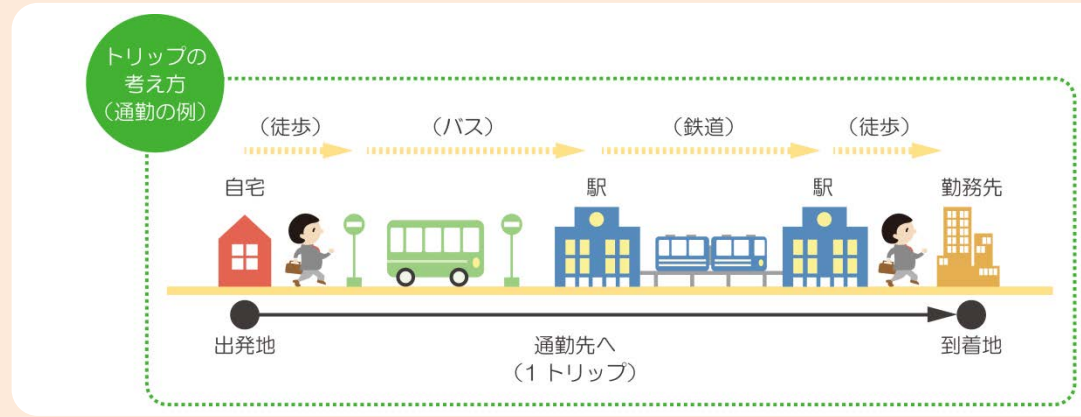 トリップの
考え方
（通勤の例）
（徒歩）
（バス）
（鉄道）
（徒歩）
自宅
駅
駅
勤務先
出発地
通勤先へ
（1 トリップ）
到着地